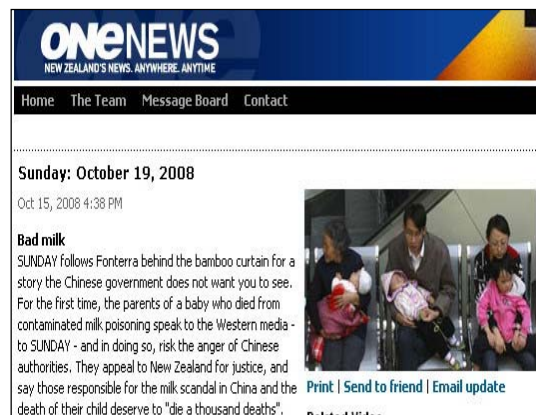 ONE NEWS
NEW ZEALAND'S NEWS. ANYWHERE. ANYTIME
Home The Team Message Board Contact
Sunday: October 19, 2008
Oct 15, 2008 4:38 PM
Bad milk
SUNDAY follows Fonterra behind the bamboo curtain for a
story the Chinese government does not want you to see.
For the first time, the parents of a baby who died from
contaminated milk poisoning speak to the Western media -
to SUNDAY - and in doing so, risk the anger of Chinese
authorities. They appeal to New Zealand for justice, and
say those responsible for the milk scandal in China and the
death of their child deserve to "die a thousand deaths".
Print | Send to friend | Email update
Related Video